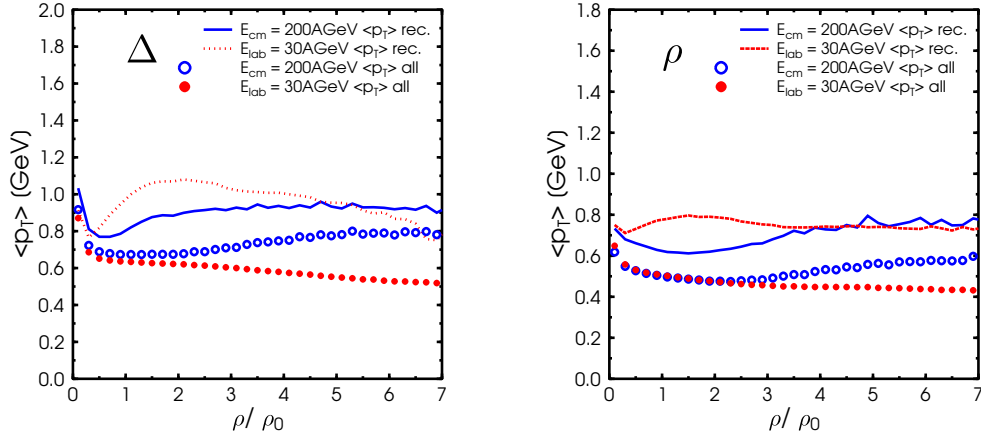 Δ
E_cm = 200AGeV <p_T> rec.
E_lab = 30AGeV <p_T> rec.
E_cm = 200AGeV <p_T> all
E_lab = 30AGeV <p_T> all
<p_T> (GeV)
2.0
1.8
1.6
1.4
1.2
1.0
0.8
0.6
0.4
0.2
0.0
0 1 2 3 4 5 6 7
ρ/ ρ_0
ρ
E_cm = 200AGeV <p_T> rec.
E_lab = 30AGeV <p_T> rec.
E_cm = 200AGeV <p_T> all
E_lab = 30AGeV <p_T> all
<p_T> (GeV)
1.8
1.6
1.4
1.2
1.0
0.8
0.6
0.4
0.2
0.0
0 1 2 3 4 5 6 7
ρ/ ρ_0